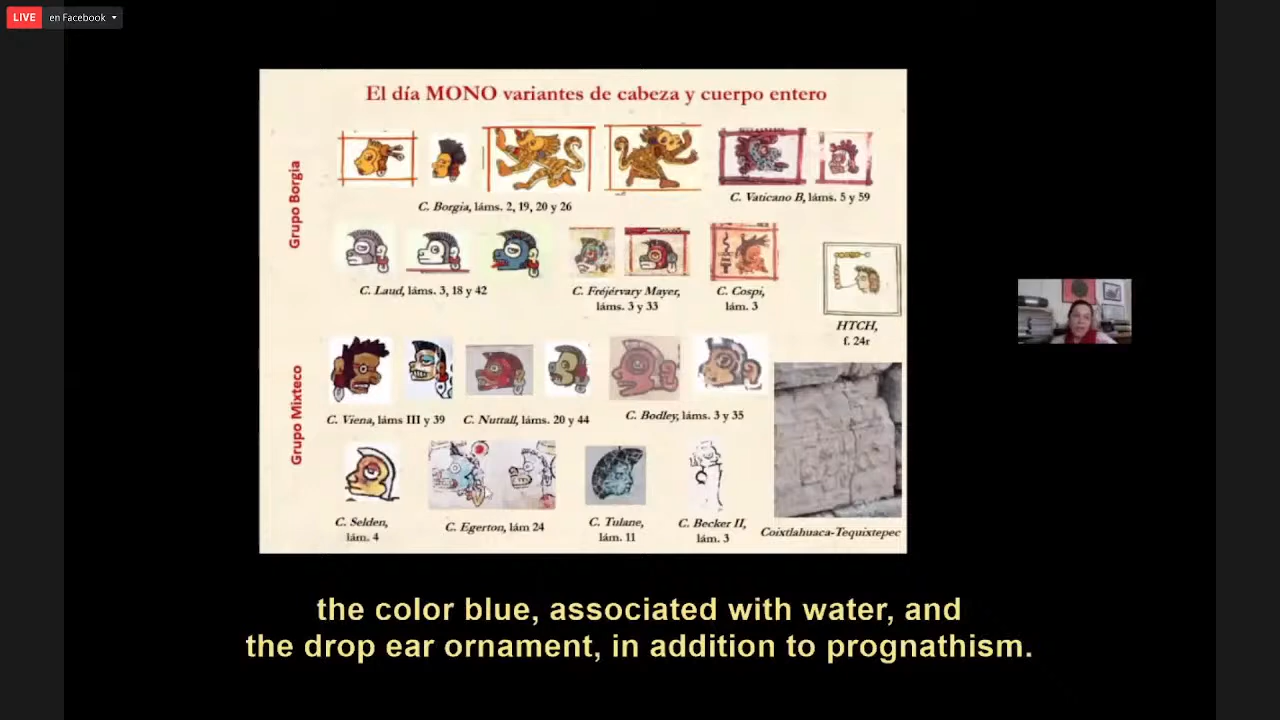 LIVE en Facebook
El día MONO variantes de cabeza y cuerpo entero
Grupo Borgia
C. Borgia, láms. 2, 19, 20 y 26
C. Vaticano B, láms. 5 y 59
C. Laud, láms. 3, 18 y 42
C. Fréjérvary Mayer,
láms. 3 y 33
C. Cospi,
lám. 3
HTCH,
f. 24r
Grupo Mixteco
C. Viena, láms III y 39
C. Nuttall, láms. 20 y 44
C. Bodley, láms. 3 y 35
C. Selden,
lám. 4
C. Egerton, lám 24
C. Tulane,
lám. 11
C. Becker II,
lám. 3
Coixtlahuaca-Tequixtepec
the color blue, associated with water, and
the drop ear ornament, in addition to prognathism.